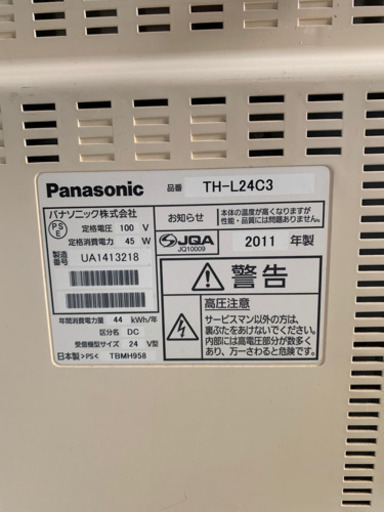 Panasonic
品番 TH-L24C3
パナソニック株式会社
PSE
定格電圧 100 V
定格消費電力 45 W
製造番号 UA1413218
お知らせ
本体の温度が高くなりますが、
性能・品質には問題ありません。
JQA
JQ10009
2011 年製
年間消費電力量 44 kWh/年
区分名 DC
受信機型サイズ 24 V型
日本製 >PS< TBMH958
警告
高圧注意
サービスマン以外の方は、
裏ぶたをあけないでください。
内部には高電圧部分が数多く
あり、万一さわると危険です。